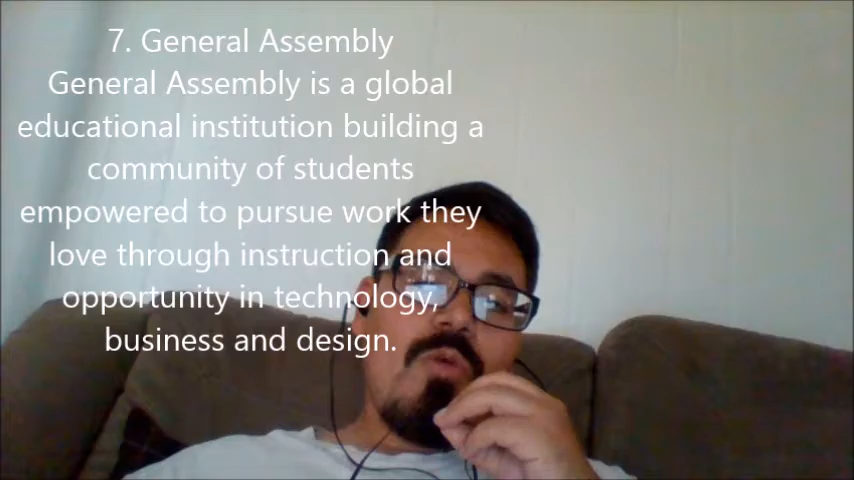 7. General Assembly
General Assembly is a global
educational institution building a
community of students
empowered to pursue work they
love through instruction and
opportunity in technology,
business and design.